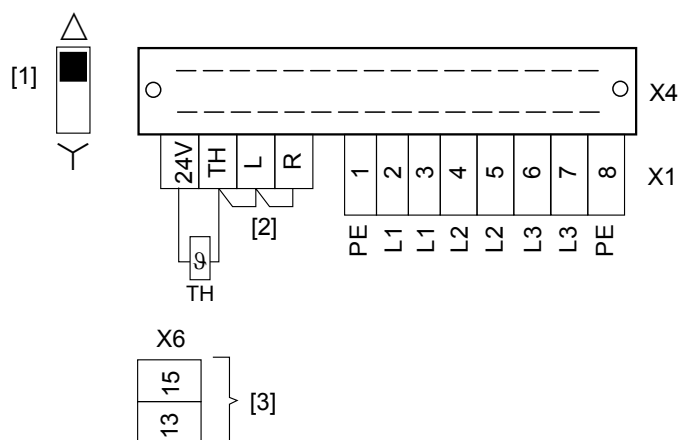 [1]
X4
24V TH L R 1 2 3 4 5 6 7 8 X1
[2]
PE L1 L1 L2 L2 L3 L3 PE
ϑ
TH
X6
15
[3]
13